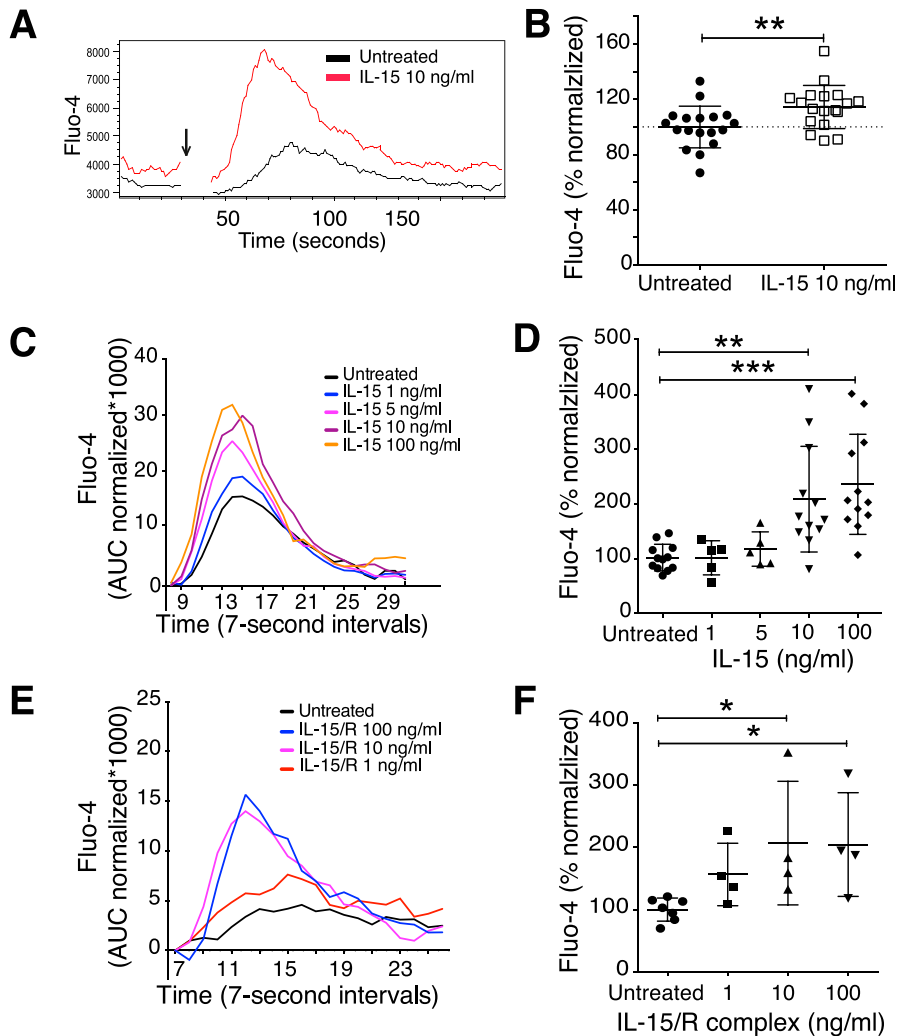 A
Fluo-4
8000
7000
6000
5000
4000
3000
Untreated
IL-15 10 ng/ml
50 100 150
Time (seconds)
B
Fluo-4 (% normalzlized)
160
120
80
40
0
**
Untreated IL-15 10 ng/ml
C
Fluo-4
(AUC normalized*1000)
40
30
20
10
0
Untreated
IL-15 1 ng/ml
IL-15 5 ng/ml
IL-15 10 ng/ml
IL-15 100 ng/ml
9 13 17 21 25 29
Time (7-second intervals)
D
Fluo-4 (% normalzlized)
500
400
300
200
100
0
**
***
Untreated 1 5 10 100
IL-15 (ng/ml)
E
Fluo-4
(AUC normalized*1000)
25
20
15
10
5
0
Untreated
IL-15/R 100 ng/ml
IL-15/R 10 ng/ml
IL-15/R 1 ng/ml
7 11 15 19 23
Time (7-second intervals)
F
Fluo-4 (% normalzlized)
400
300
200
100
0
*
*
Untreated 1 10 100
IL-15/R complex (ng/ml)